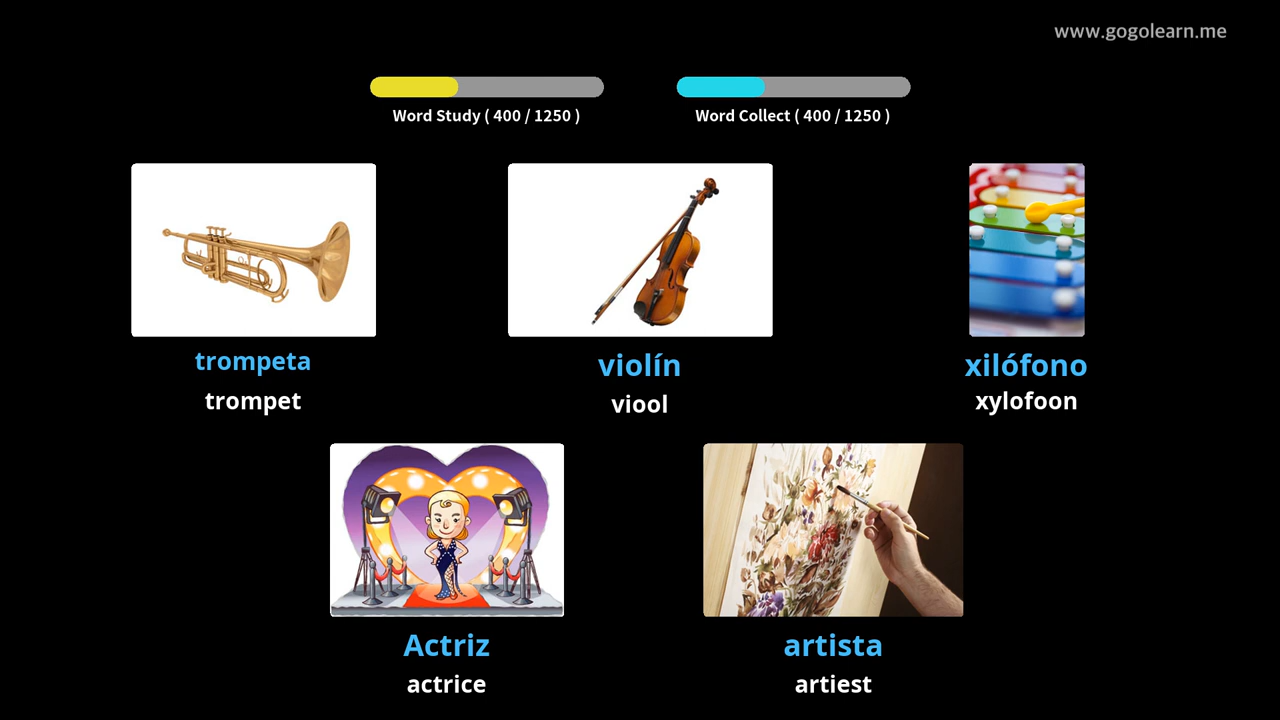 www.gogolearn.me
Word Study ( 400 / 1250 )
Word Collect ( 400 / 1250 )
trompeta
trompet
violín
viool
xilófono
xylofoon
Actriz
actrice
artista
artiest